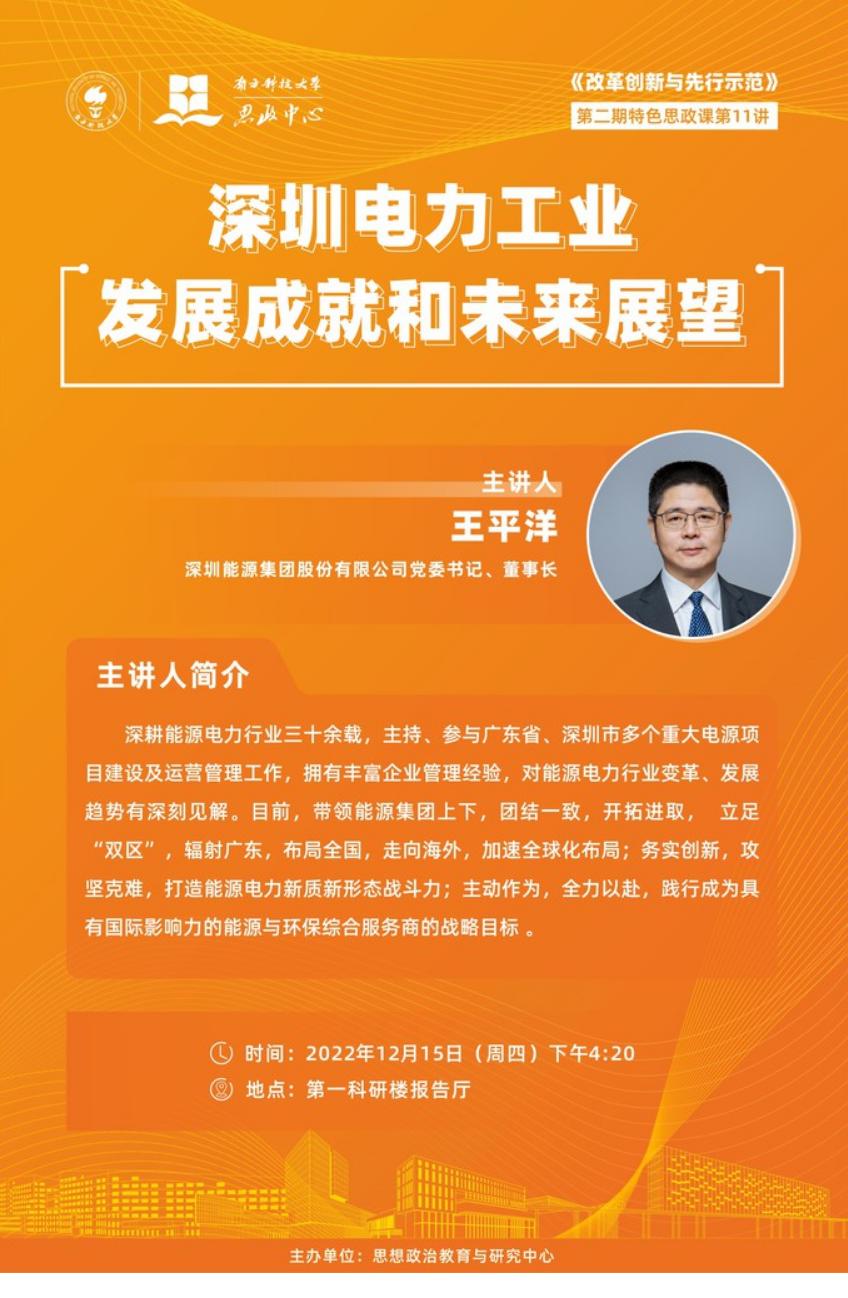 南方科技大学
思政中心
《改革创新与先行示范》
第二期特色思政课第11讲
深圳电力工业
发展成就和未来展望
主讲人
王平洋
深圳能源集团股份有限公司党委书记、董事长
主讲人简介
深耕能源电力行业三十余载，主持、参与广东省、深圳市多个重大电源项
目建设及运营管理工作，拥有丰富企业管理经验，对能源电力行业变革、发展
趋势有深刻见解。目前，带领能源集团上下，团结一致，开拓进取， 立足
“双区”，辐射广东，布局全国，走向海外，加速全球化布局；务实创新，攻
坚克难，打造能源电力新质新形态战斗力；主动作为，全力以赴，践行成为具
有国际影响力的能源与环保综合服务商的战略目标 。
时间：2022年12月15日（周四）下午4:20
地点：第一科研楼报告厅
主办单位：思想政治教育与研究中心